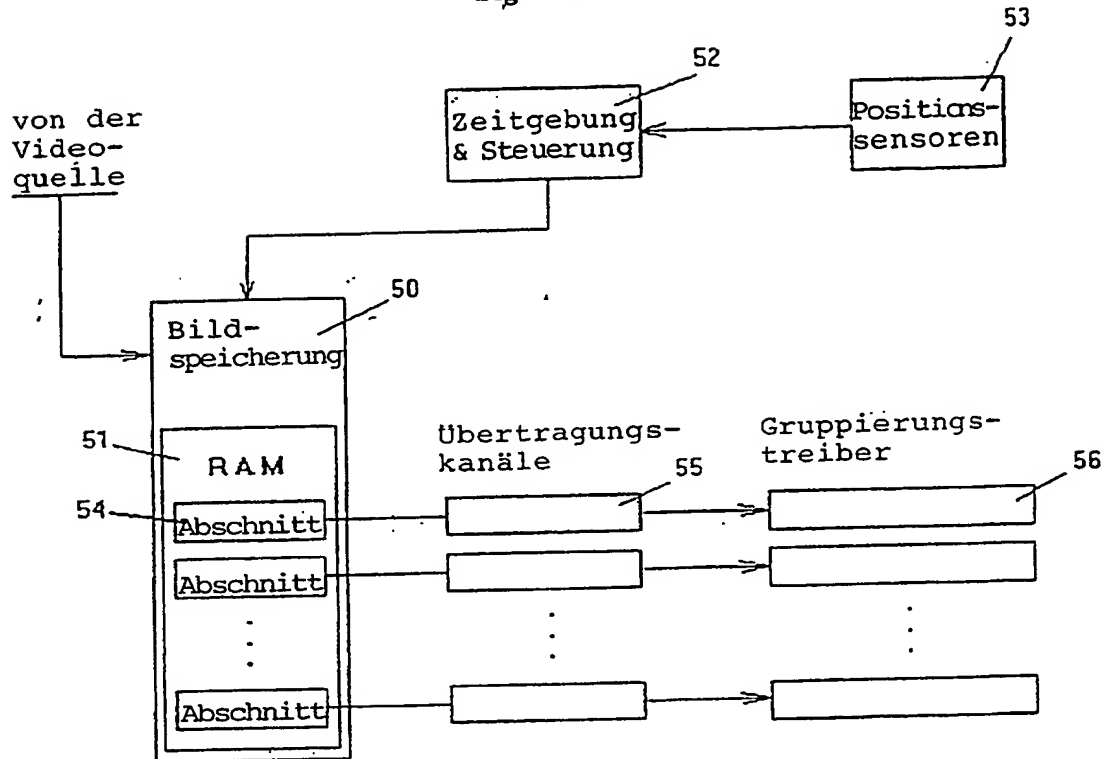 53
52
von der
Video-
quelle
Zeitgebung
& Steuerung
Positions-
sensoren
50
Bild-
speicherung
51
RAM
Übertragungs-
kanäle
Gruppierungs-
treiber
55
56
54
Abschnitt
Abschnitt
Abschnitt